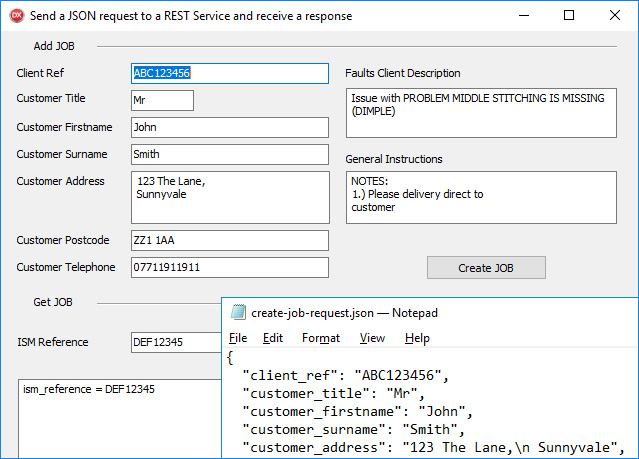 DX Send a JSON request to a REST Service and receive a response
Add JOB
Client Ref ABC123456
Customer Title Mr
Customer Firstname John
Customer Surname Smith
Customer Address 123 The Lane,
Sunnyvale
Customer Postcode ZZ1 1AA
Customer Telephone 07711911911
Faults Client Description
Issue with PROBLEM MIDDLE STITCHING IS MISSING
(DIMPLE)
General Instructions
NOTES:
1.) Please delivery direct to
customer
Create JOB
Get JOB
ISM Reference DEF12345
ism_reference = DEF12345
create-job-request.json — Notepad
File Edit Format View Help
{
"client_ref": "ABC123456",
"customer_title": "Mr",
"customer_firstname": "John",
"customer_surname": "Smith",
"customer_address": "123 The Lane,\n Sunnyvale",